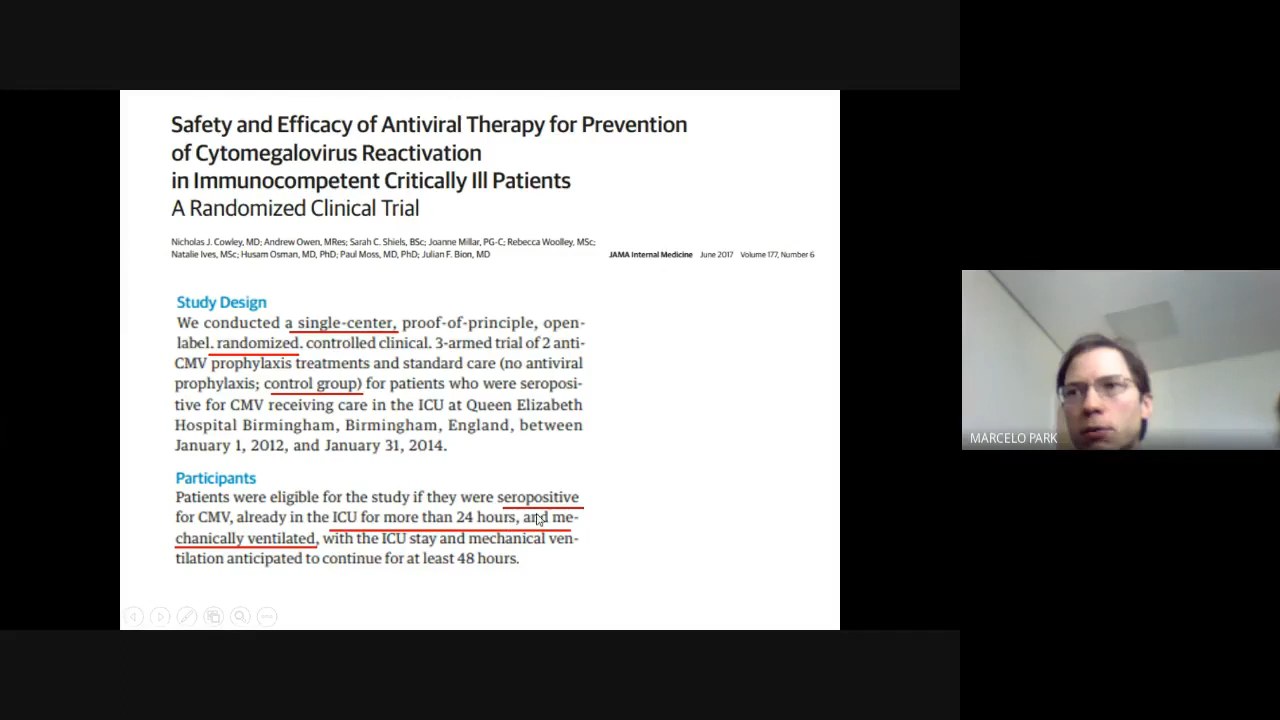 Safety and Efficacy of Antiviral Therapy for Prevention
of Cytomegalovirus Reactivation
in Immunocompetent Critically Ill Patients
A Randomized Clinical Trial
Nicholas J. Cowley, MD; Andrew Owen, MRes; Sarah C. Shiels, BSc; Joanne Millar, PG-C; Rebecca Woolley, MSc;
Natalie Ives, MSc; Husam Osman, MD, PhD; Paul Moss, MD, PhD; Julian F. Bion, MD
JAMA Internal Medicine June 2017 Volume 177, Number 6
Study Design
We conducted a single-center, proof-of-principle, open-
label. randomized. controlled clinical. 3-armed trial of 2 anti-
CMV prophylaxis treatments and standard care (no antiviral
prophylaxis; control group) for patients who were seroposi-
tive for CMV receiving care in the ICU at Queen Elizabeth
Hospital Birmingham, Birmingham, England, between
January 1, 2012, and January 31, 2014.
Participants
Patients were eligible for the study if they were seropositive
for CMV, already in the ICU for more than 24 hours, and me-
chanically ventilated, with the ICU stay and mechanical ven-
tilation anticipated to continue for at least 48 hours.
MARCELO PARK